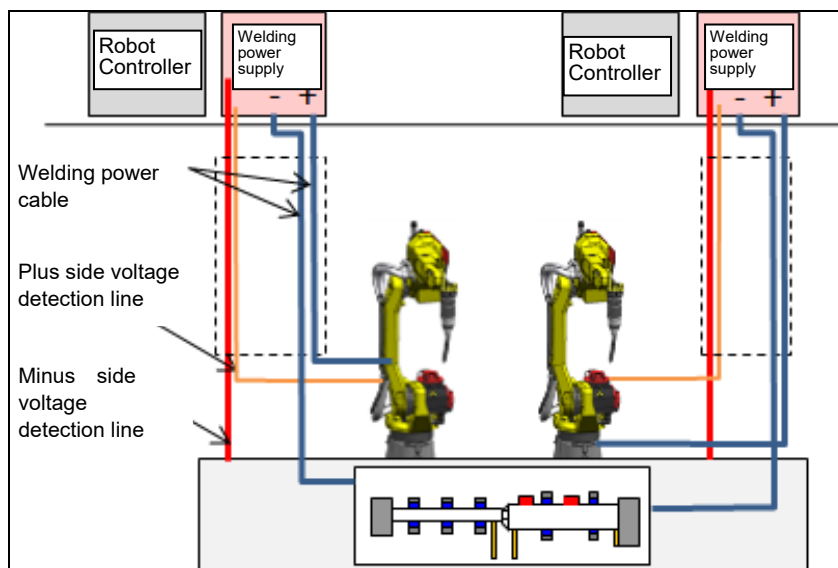 Robot
Controller
Welding
power
supply
- +
Robot
Controller
Welding
power
supply
- +
Welding power
cable
Plus side voltage
detection line
Minus side
voltage
detection line